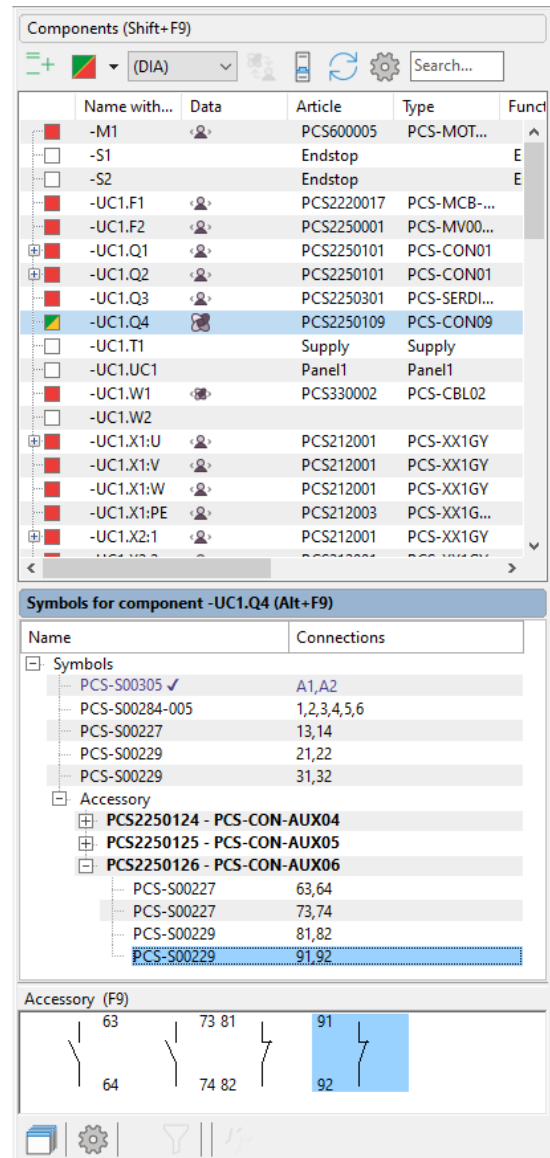 Components (Shift+F9)
(DIA) Search...
Name with... Data Article Type Funct
-M1 PCS600005 PCS-MOT...
-S1 Endstop E
-S2 Endstop E
-UC1.F1 PCS2220017 PCS-MCB-...
-UC1.F2 PCS2250001 PCS-MV00...
-UC1.Q1 PCS2250101 PCS-CON01
-UC1.Q2 PCS2250101 PCS-CON01
-UC1.Q3 PCS2250301 PCS-SERDI...
-UC1.Q4 PCS2250109 PCS-CON09
-UC1.T1 Supply Supply
-UC1.UC1 Panel1 Panel1
-UC1.W1 PCS330002 PCS-CBL02
-UC1.W2
-UC1.X1:U PCS212001 PCS-XX1GY
-UC1.X1:V PCS212001 PCS-XX1GY
-UC1.X1:W PCS212001 PCS-XX1GY
-UC1.X1:PE PCS212003 PCS-XX1G...
-UC1.X2:1 PCS212001 PCS-XX1GY
Symbols for component -UC1.Q4 (Alt+F9)
Name Connections
Symbols
PCS-S00305 ✓ A1,A2
PCS-S00284-005 1,2,3,4,5,6
PCS-S00227 13,14
PCS-S00229 21,22
PCS-S00229 31,32
Accessory
PCS2250124 - PCS-CON-AUX04
PCS2250125 - PCS-CON-AUX05
PCS2250126 - PCS-CON-AUX06
PCS-S00227 63,64
PCS-S00227 73,74
PCS-S00229 81,82
PCS-S00229 91,92
Accessory (F9)
63 73 81 91
64 74 82 92